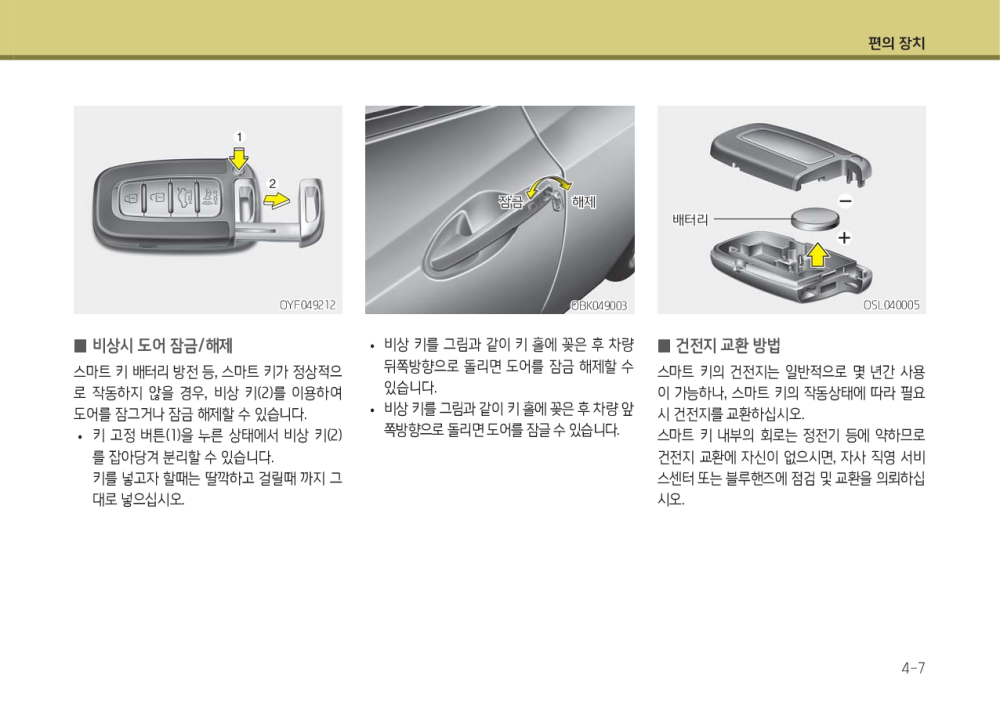 편의 장치
1
2
OYF049212
잠금
해제
OBK049003
배터리
−
+
OSL040005
■ 비상시 도어 잠금/해제
스마트 키 배터리 방전 등, 스마트 키가 정상적으
로 작동하지 않을 경우, 비상 키(2)를 이용하여
도어를 잠그거나 잠금 해제할 수 있습니다.
• 키 고정 버튼(1)을 누른 상태에서 비상 키(2)
를 잡아당겨 분리할 수 있습니다.
키를 넣고자 할때는 딸깍하고 걸릴때 까지 그
대로 넣으십시오.
• 비상 키를 그림과 같이 키 홀에 꽂은 후 차량
뒤쪽방향으로 돌리면 도어를 잠금 해제할 수
있습니다.
• 비상 키를 그림과 같이 키 홀에 꽂은 후 차량 앞
쪽방향으로 돌리면 도어를 잠글 수 있습니다.
■ 건전지 교환 방법
스마트 키의 건전지는 일반적으로 몇 년간 사용
이 가능하나, 스마트 키의 작동상태에 따라 필요
시 건전지를 교환하십시오.
스마트 키 내부의 회로는 정전기 등에 약하므로
건전지 교환에 자신이 없으시면, 자사 직영 서비
스센터 또는 블루핸즈에 점검 및 교환을 의뢰하십
시오.
4-7